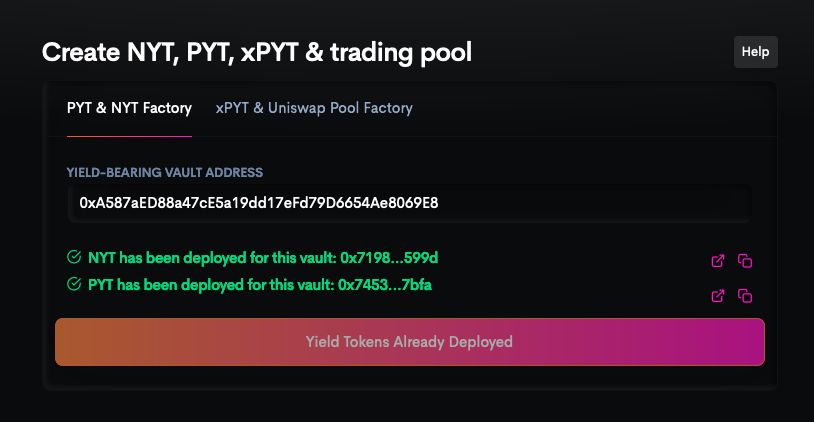 Create NYT, PYT, xPYT & trading pool
Help
PYT & NYT Factory
xPYT & Uniswap Pool Factory
YIELD-BEARING VAULT ADDRESS
0xA587aED88a47cE5a19dd17eFd79D6654Ae8069E8
NYT has been deployed for this vault: 0x7198...599d
PYT has been deployed for this vault: 0x7453...7bfa
Yield Tokens Already Deployed